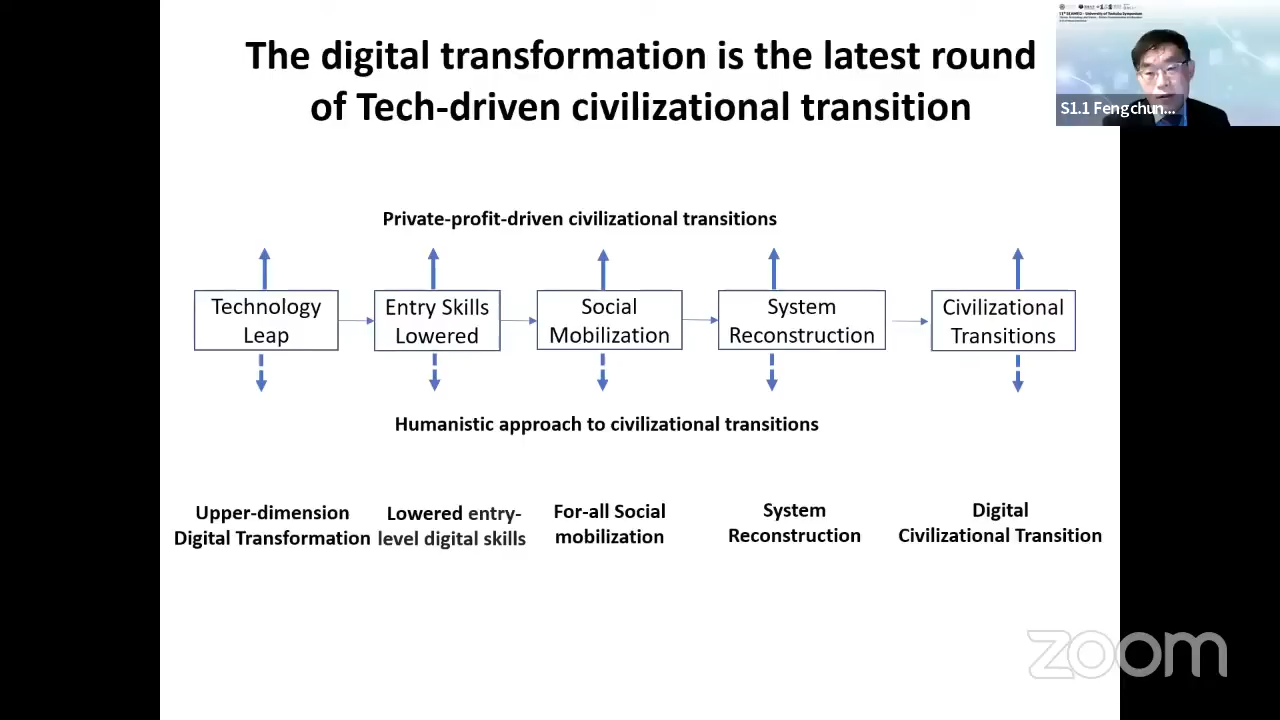 The digital transformation is the latest round
of Tech-driven civilizational transition
S1.1 Fengchun...
Private-profit-driven civilizational transitions
Technology
Leap
Entry Skills
Lowered
Social
Mobilization
System
Reconstruction
Civilizational
Transitions
Humanistic approach to civilizational transitions
Upper-dimension
Digital Transformation
Lowered entry-
level digital skills
For-all Social
mobilization
System
Reconstruction
Digital
Civilizational Transition
zoom